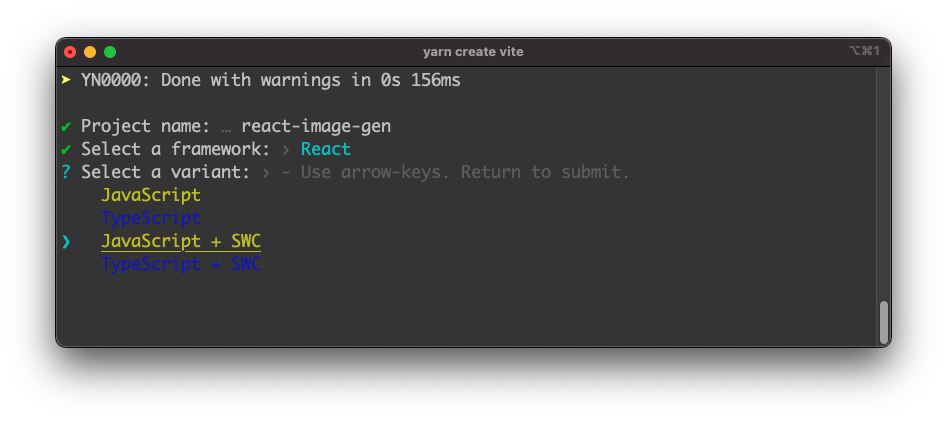 yarn create vite
⌥⌘1
➤ YN0000: Done with warnings in 0s 156ms
✔ Project name: … react-image-gen
✔ Select a framework: › React
? Select a variant: › - Use arrow-keys. Return to submit.
JavaScript
TypeScript
❯ JavaScript + SWC
TypeScript + SWC